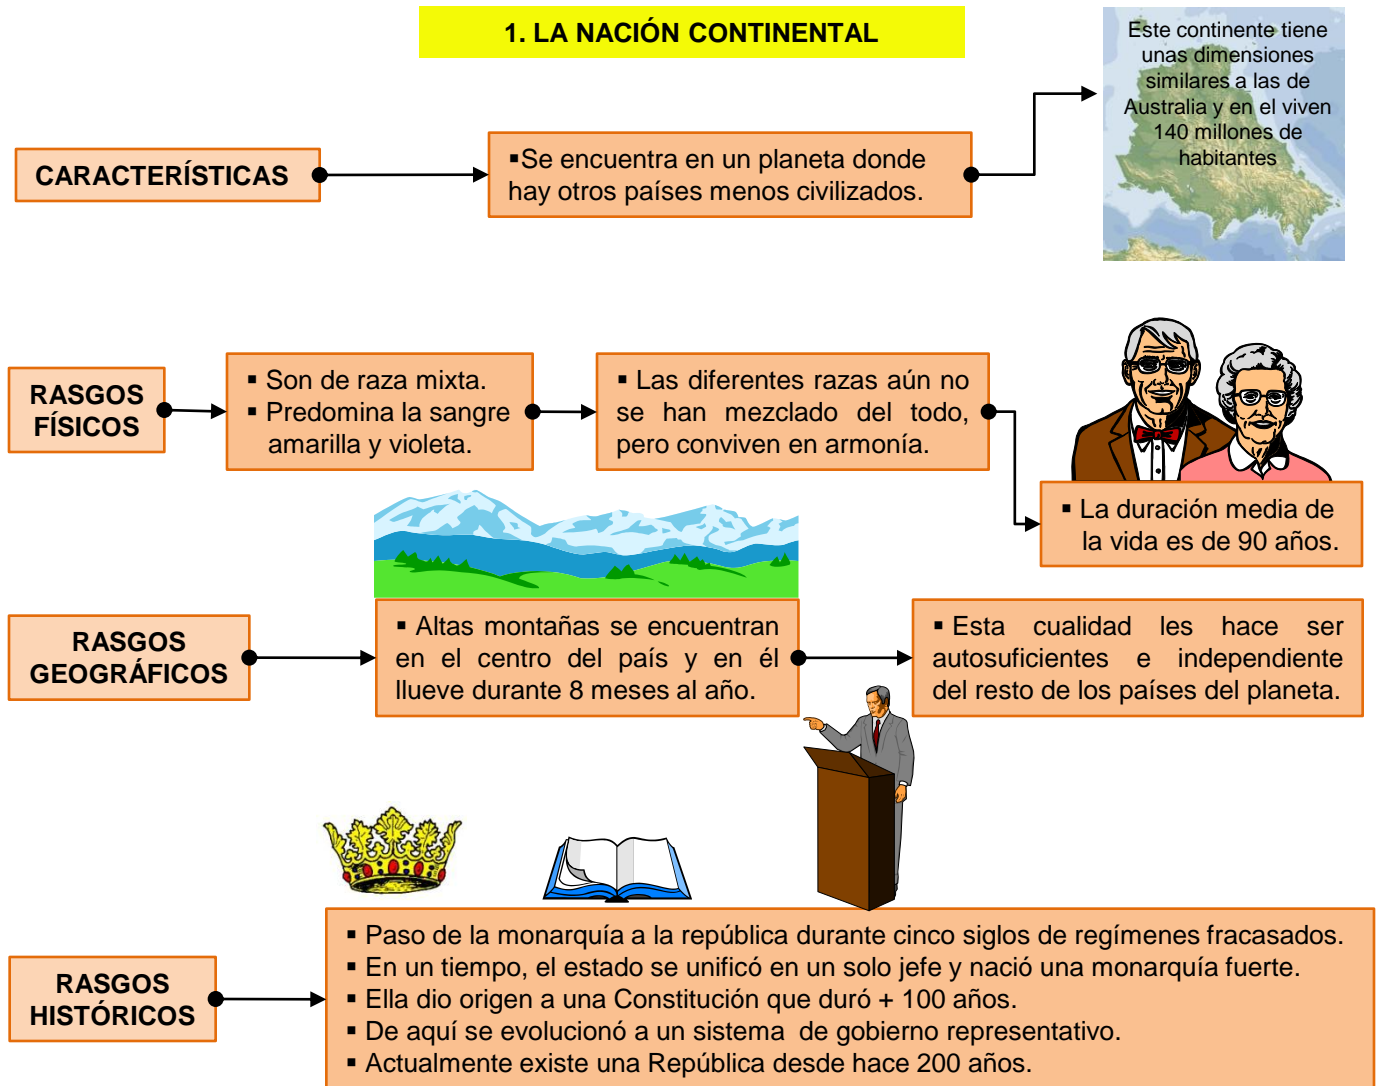 1. LA NACIÓN CONTINENTAL
Este continente tiene
unas dimensiones
similares a las de
Australia y en el viven
140 millones de
habitantes
CARACTERÍSTICAS
▪Se encuentra en un planeta donde
hay otros países menos civilizados.
RASGOS
FÍSICOS
▪ Son de raza mixta.
▪ Predomina la sangre
amarilla y violeta.
▪ Las diferentes razas aún no
se han mezclado del todo,
pero conviven en armonía.
▪ La duración media de
la vida es de 90 años.
RASGOS
GEOGRÁFICOS
▪ Altas montañas se encuentran
en el centro del país y en él
llueve durante 8 meses al año.
▪ Esta cualidad les hace ser
autosuficientes e independiente
del resto de los países del planeta.
RASGOS
HISTÓRICOS
▪ Paso de la monarquía a la república durante cinco siglos de regímenes fracasados.
▪ En un tiempo, el estado se unificó en un solo jefe y nació una monarquía fuerte.
▪ Ella dio origen a una Constitución que duró + 100 años.
▪ De aquí se evolucionó a un sistema de gobierno representativo.
▪ Actualmente existe una República desde hace 200 años.